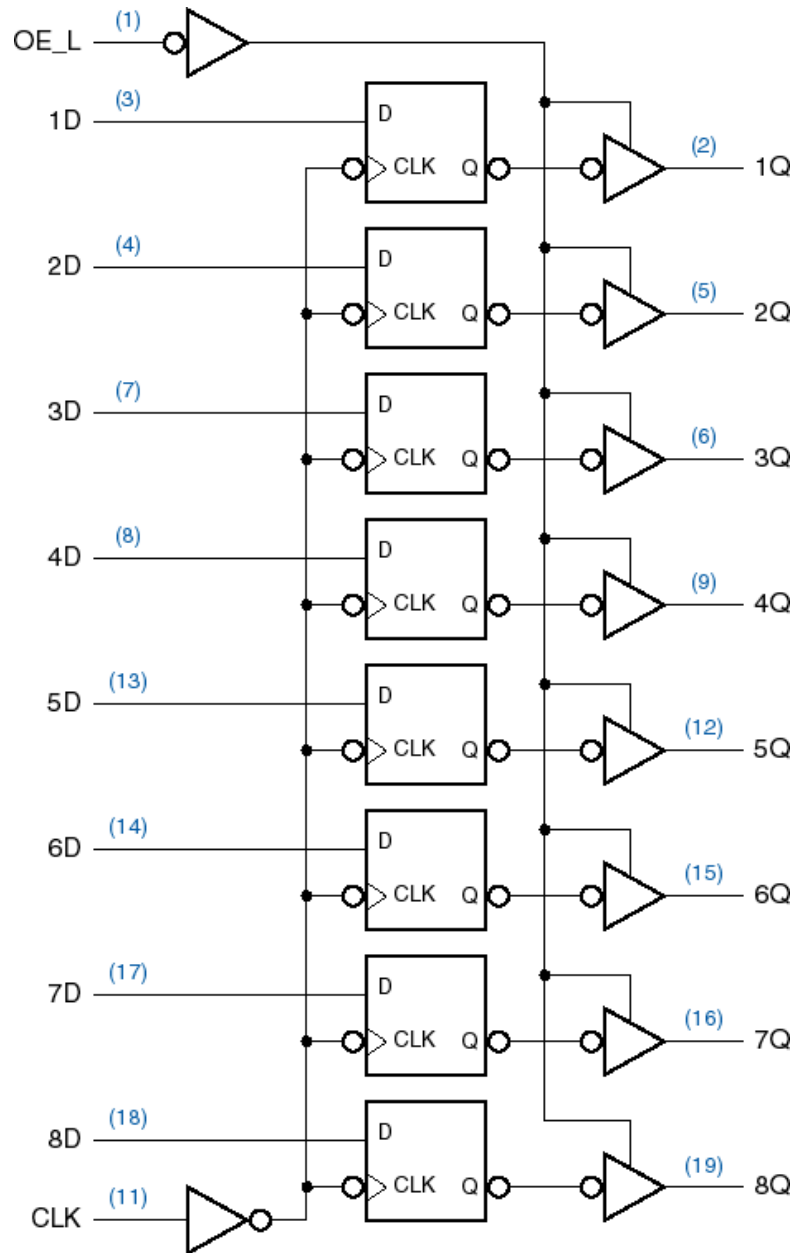 OE_L (1)
1D (3) D
CLK Q (2) 1Q
2D (4) D
CLK Q (5) 2Q
3D (7) D
CLK Q (6) 3Q
4D (8) D
CLK Q (9) 4Q
5D (13) D
CLK Q (12) 5Q
6D (14) D
CLK Q (15) 6Q
7D (17) D
CLK Q (16) 7Q
8D (18) D
CLK Q (19) 8Q
CLK (11)